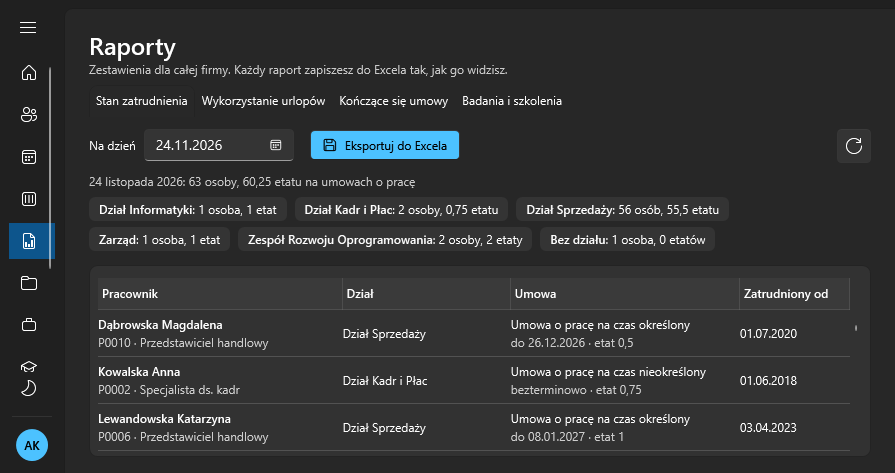 Raporty
Zestawienia dla całej firmy. Każdy raport zapiszesz do Excela tak, jak go widzisz.
Stan zatrudnienia Wykorzystanie urlopów Kończące się umowy Badania i szkolenia
Na dzień 24.11.2026 Eksportuj do Excela
24 listopada 2026: 63 osoby, 60,25 etatu na umowach o pracę
Dział Informatyki: 1 osoba, 1 etat Dział Kadr i Płac: 2 osoby, 0,75 etatu Dział Sprzedaży: 56 osób, 55,5 etatu
Zarząd: 1 osoba, 1 etat Zespół Rozwoju Oprogramowania: 2 osoby, 2 etaty Bez działu: 1 osoba, 0 etatów
Pracownik Dział Umowa Zatrudniony od
Dąbrowska Magdalena Umowa o pracę na czas określony
Dział Sprzedaży 01.07.2020
P0010 · Przedstawiciel handlowy do 26.12.2026 · etat 0,5
Kowalska Anna Umowa o pracę na czas nieokreślony
Dział Kadr i Płac 01.06.2018
P0002 · Specjalista ds. kadr bezterminowo · etat 0,75
Lewandowska Katarzyna Umowa o pracę na czas określony
Dział Sprzedaży 03.04.2023
P0006 · Przedstawiciel handlowy do 08.01.2027 · etat 1
AK